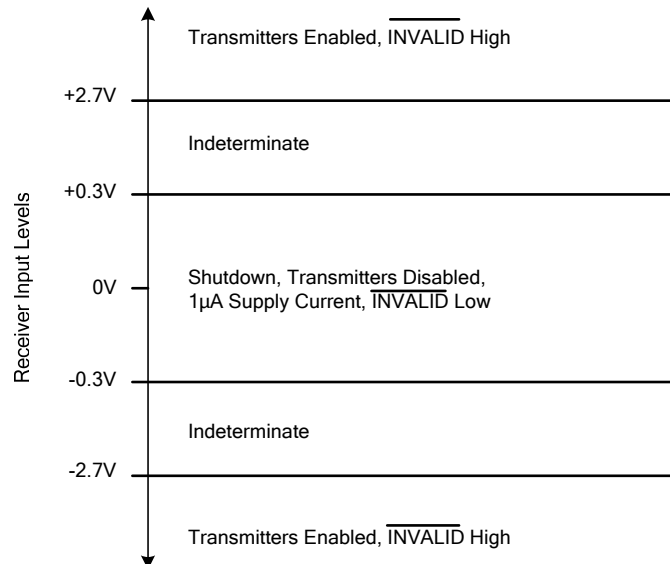 Transmitters Enabled, INVALID High
+2.7V
Indeterminate
+0.3V
Receiver Input Levels
Shutdown, Transmitters Disabled,
0V
1µA Supply Current, INVALID Low
-0.3V
Indeterminate
-2.7V
Transmitters Enabled, INVALID High